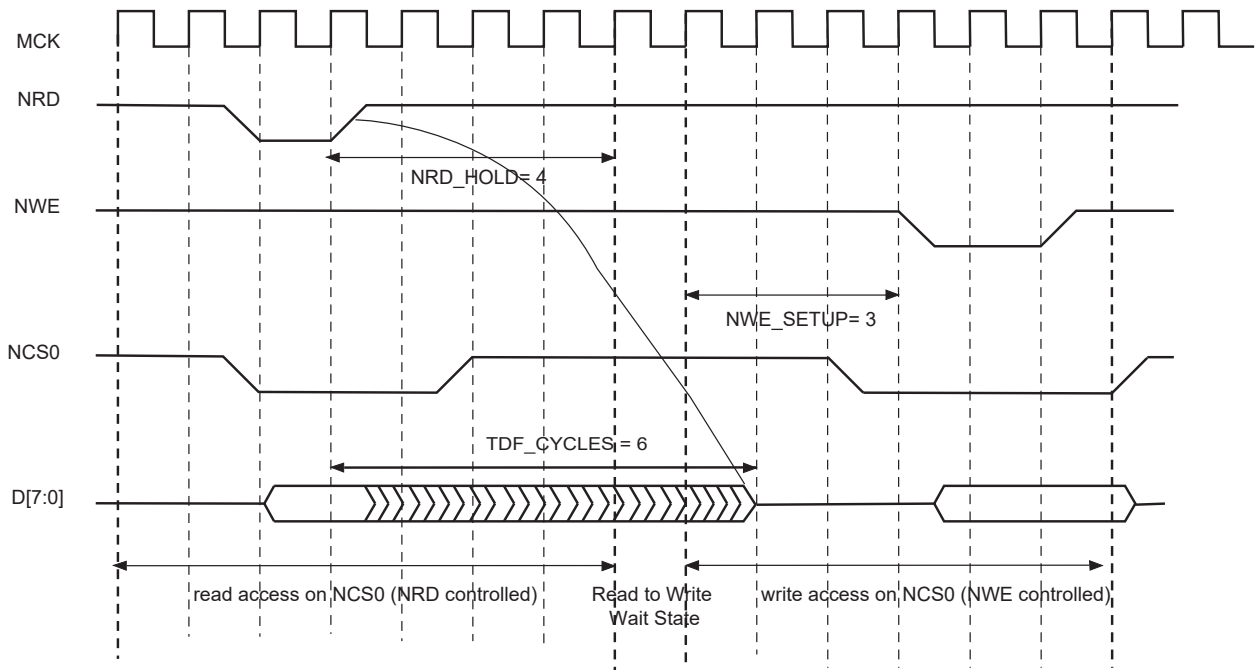 MCK
NRD
NRD_HOLD= 4
NWE
NWE_SETUP= 3
NCS0
TDF_CYCLES = 6
D[7:0]
read access on NCS0 (NRD controlled)
Read to Write
Wait State
write access on NCS0 (NWE controlled)